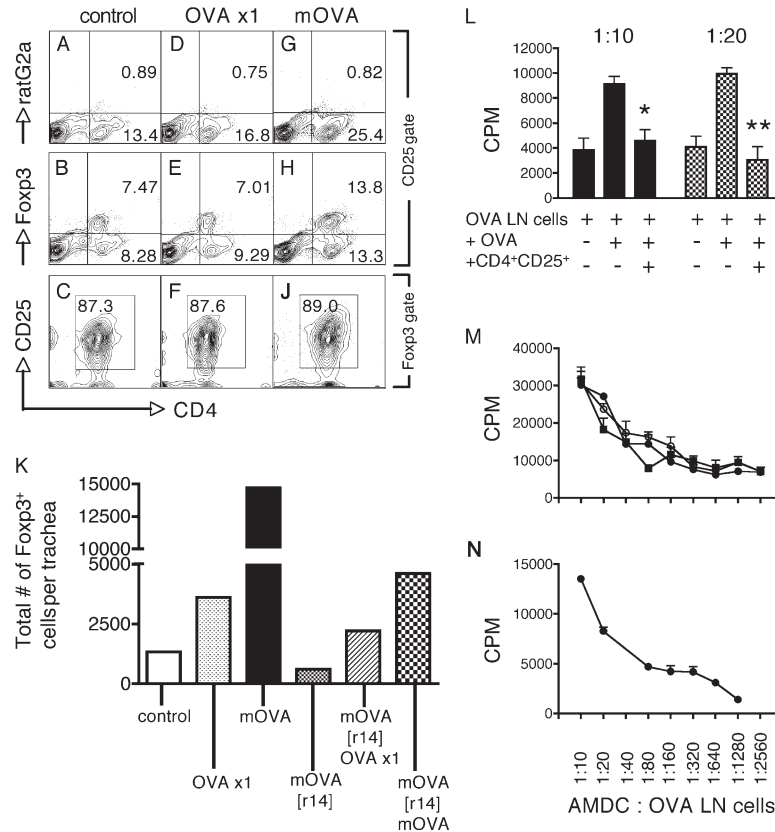 control OVA x1 mOVA
A D G
ratG2a
0.89 0.75 0.82
13.4 16.8 25.4
CD25 gate
B E H
Foxp3
7.47 7.01 13.8
8.28 9.29 13.3
C F J
CD25
87.3 87.6 89.0
Foxp3 gate
CD4
K
Total # of Foxp3+
cellsper trachea
15000
12500
10000
5000
2500
0
control
mOVA
mOVA
[r14]
OVA x1
OVA x1
mOVA
[r14]
mOVA
[r14]
mOVA
L
1:10 1:20
CPM
12000
10000
8000
6000
4000
2000
0
* **
OVA LN cells + + + + + +
+ OVA - + + - + +
+CD4+CD25+ - - + - - +
M
CPM
40000
30000
20000
10000
0
N
CPM
15000
10000
5000
0
1:10
1:20
1:40
1:80
1:160
1:320
1:640
1:1280
1:2560
AMDC : OVA LN cells